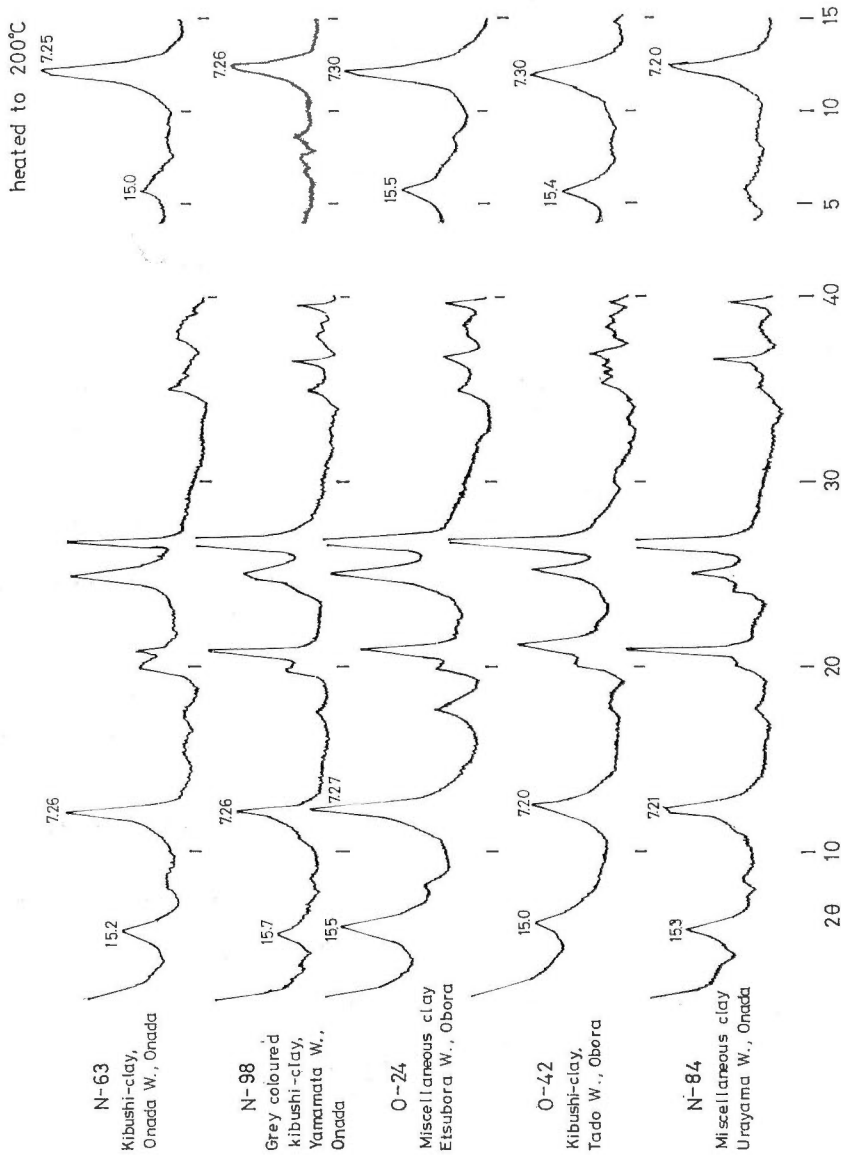 heated to 200°C
N-63
Kibushi-clay,
Onada W., Onada
15.2
7.26
15.0
7.25
N-98
Grey coloured
kibushi-clay,
Yamamata W.,
Onada
15.7
7.26
7.26
O-24
Miscellaneous clay
Etsubora W., Obora
15.5
7.27
15.5
7.30
O-42
Kibushi-clay,
Tado W., Obora
15.0
7.20
15.4
7.30
N-84
Miscellaneous clay
Urayama W., Onada
15.3
7.21
7.20
2θ 10 20 30 40 5 10 15